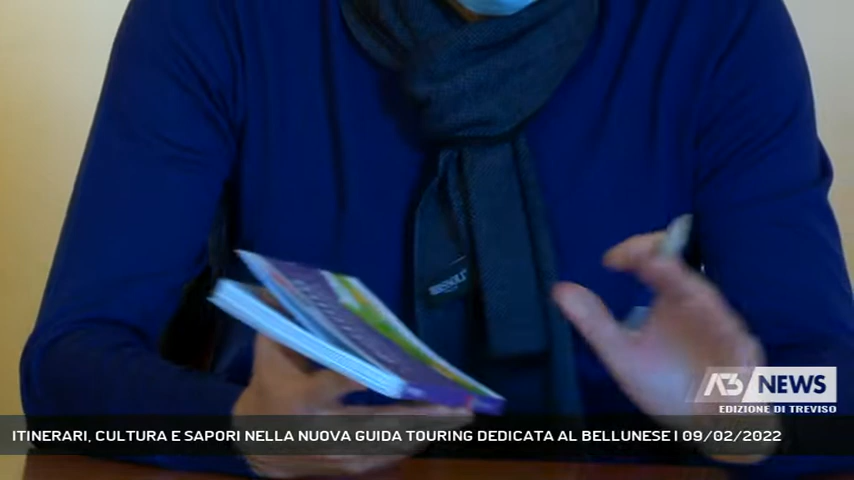 A3 NEWS
EDIZIONE DI TREVISO
ITINERARI, CULTURA E SAPORI NELLA NUOVA GUIDA TOURING DEDICATA AL BELLUNESE | 09/02/2022